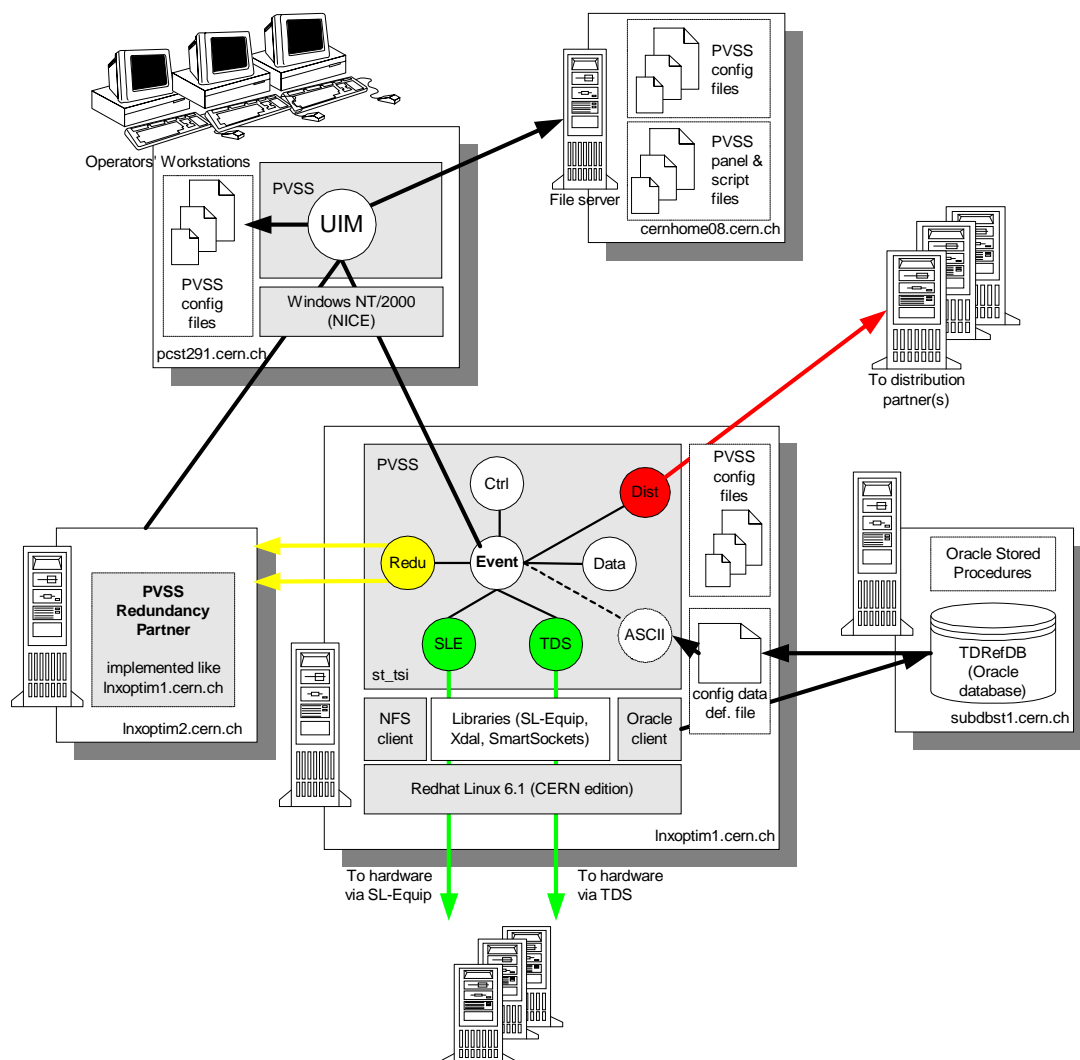 Operators' Workstations
PVSS
UIM
PVSS
config
files
Windows NT/2000
(NICE)
pcst291.cern.ch
File server
PVSS
config
files
PVSS
panel &
script
files
cernhome08.cern.ch
To distribution
partner(s)
PVSS
Ctrl
Dist
Redu
Event
Data
SLE
TDS
ASCII
st_tsi
PVSS
config
files
config data
def. file
NFS
client
Libraries (SL-Equip,
Xdal, SmartSockets)
Oracle
client
Redhat Linux 6.1 (CERN edition)
lnxoptim1.cern.ch
PVSS
Redundancy
Partner
implemented like
lnxoptim1.cern.ch
lnxoptim2.cern.ch
Oracle Stored
Procedures
TDRefDB
(Oracle
database)
subdbst1.cern.ch
To hardware
via SL-Equip
To hardware
via TDS